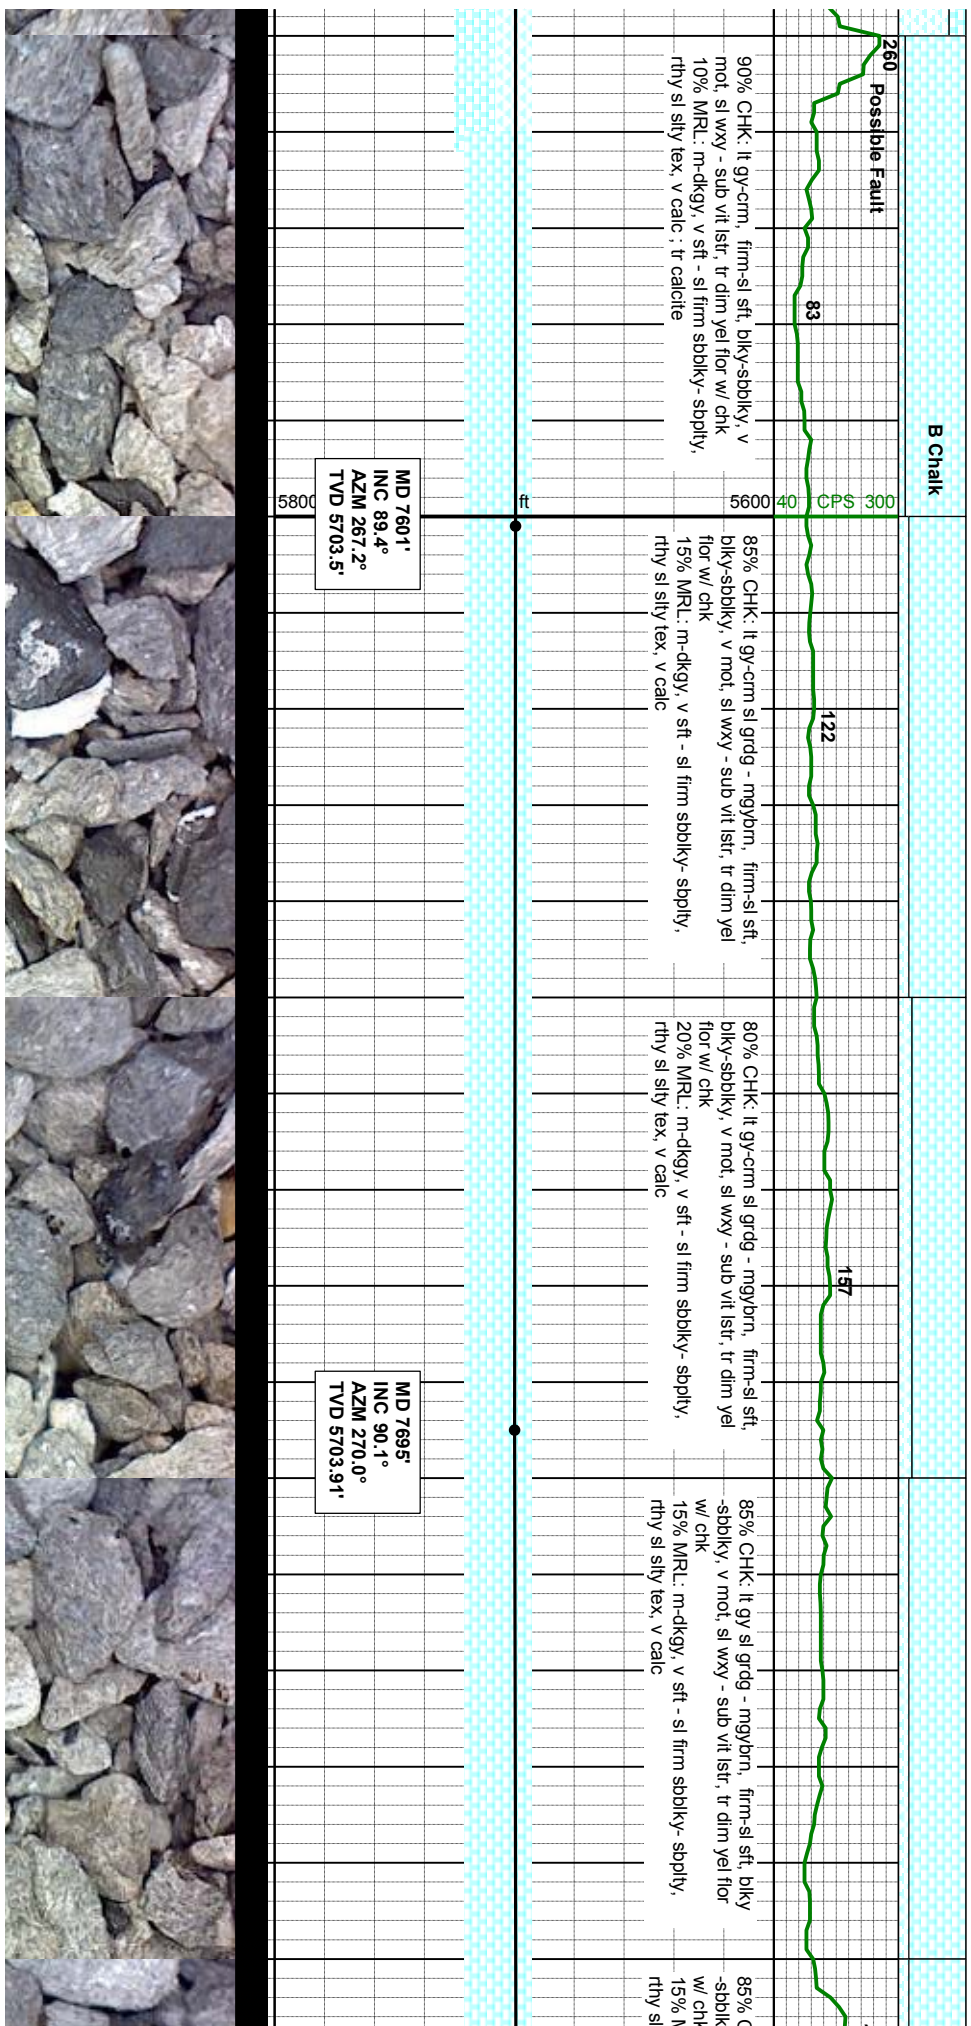 260
Possible Fault
83
B Chalk
90% CHK: lt gy-crm, firm-sl sft, blky-sbblky, v
mot, sl wxy - sub vit lstr, tr dim yel flor w/ chk
10% MRL: m-dkgy, v sft - sl firm sbblky- sbplty,
rthy sl slty tex, v calc ; tr calcite
5800
ft
5600
40 CPS 300
MD 7601'
INC 89.4°
AZM 267.2°
TVD 5703.5'
122
85% CHK: lt gy-crm sl grdg - mgybrn, firm-sl sft,
blky-sbblky, v mot, sl wxy - sub vit lstr, tr dim yel
flor w/ chk
15% MRL: m-dkgy, v sft - sl firm sbblky- sbplty,
rthy sl slty tex, v calc
157
80% CHK: lt gy-crm sl grdg - mgybrn, firm-sl sft,
blky-sbblky, v mot, sl wxy - sub vit lstr, tr dim yel
flor w/ chk
20% MRL: m-dkgy, v sft - sl firm sbblky- sbplty,
rthy sl slty tex, v calc
MD 7695'
INC 90.1°
AZM 270.0°
TVD 5703.91'
85% CHK: lt gy sl grdg - mgybrn, firm-sl sft, blky
-sbblky, v mot, sl wxy - sub vit lstr, tr dim yel flor
w/ chk
15% MRL: m-dkgy, v sft - sl firm sbblky- sbplty,
rthy sl slty tex, v calc
85%
-sbblk
w/ chk
15%
rthy sl